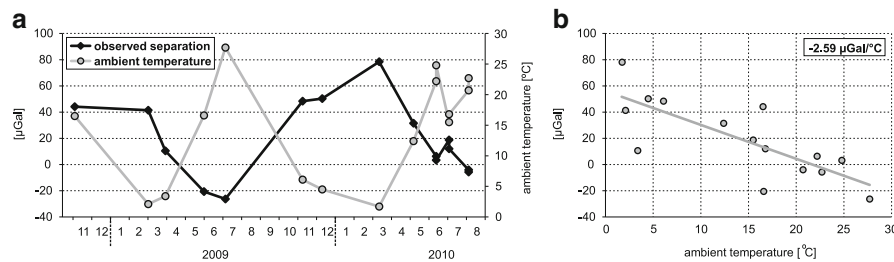 a
observed separation
ambient temperature
[µGal]
100
80
60
40
20
0
-20
-40
30
25
20
15
10
5
0
ambient temperature [°C]
11 12 1 2 3 4 5 6 7 8 9 10 11 12 1 2 3 4 5 6 7 8
2009 2010
b
-2.59 µGal/°C
[µGal]
100
80
60
40
20
0
-20
-40
0 5 10 15 20 25 30
ambient temperature [°C]